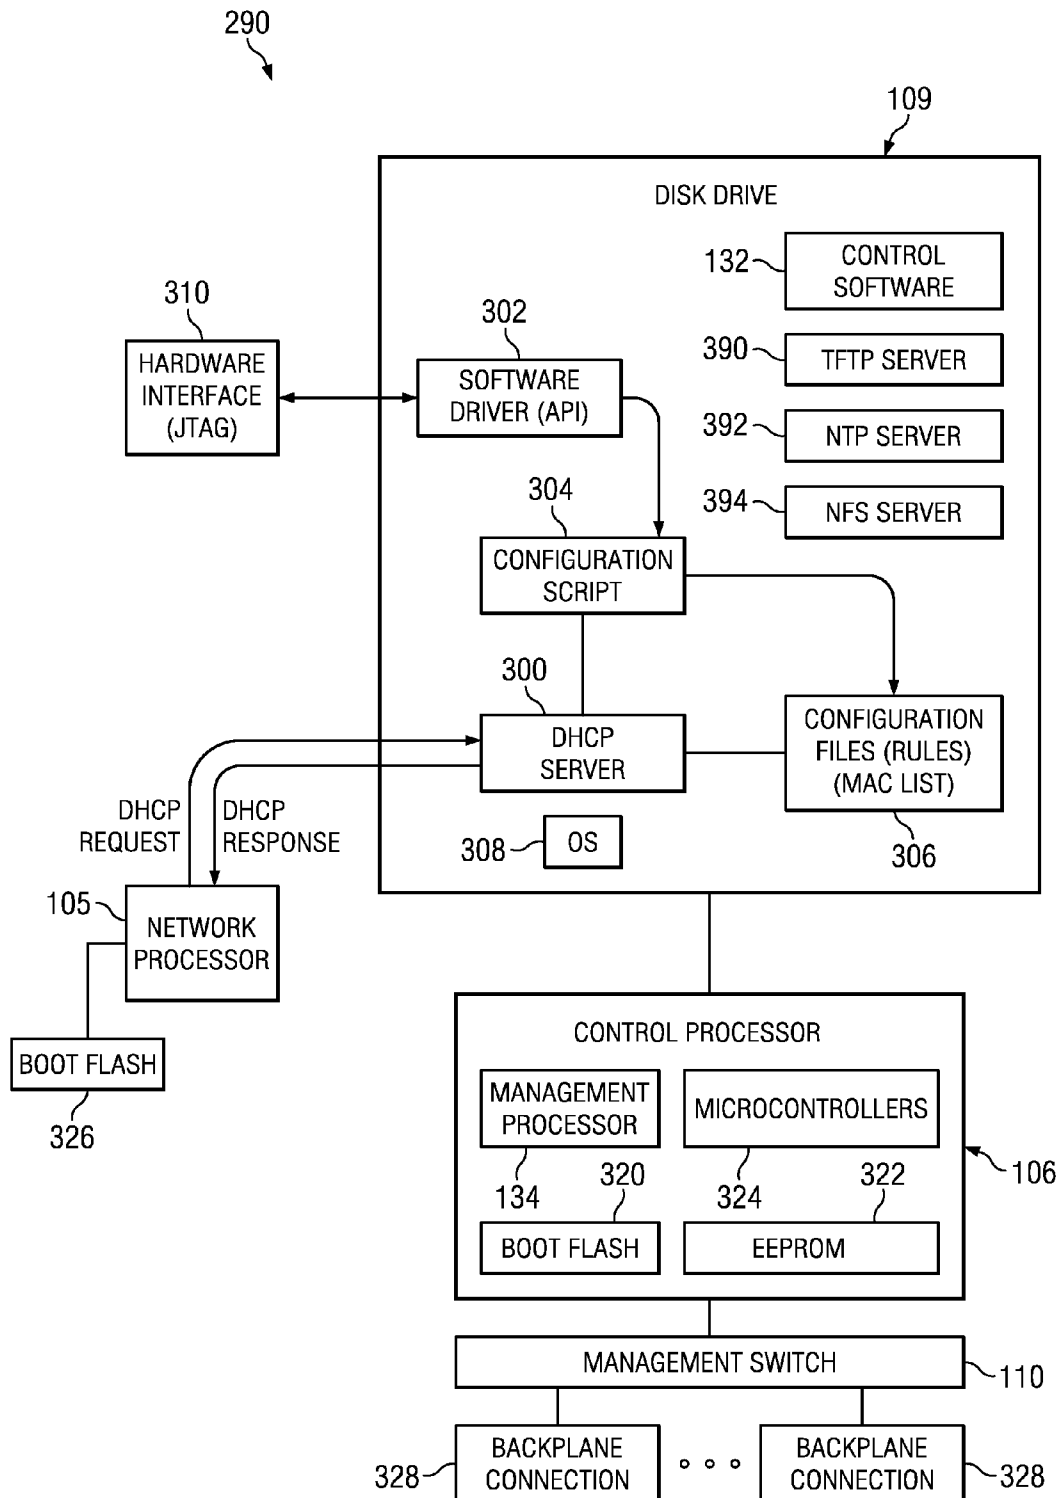 290
109
DISK DRIVE
132
CONTROL
SOFTWARE
310
HARDWARE
INTERFACE
(JTAG)
302
SOFTWARE
DRIVER (API)
390
TFTP SERVER
392
NTP SERVER
394
NFS SERVER
304
CONFIGURATION
SCRIPT
300
DHCP
SERVER
CONFIGURATION
FILES (RULES)
(MAC LIST)
306
DHCP
REQUEST
DHCP
RESPONSE
308
OS
105
NETWORK
PROCESSOR
BOOT FLASH
326
CONTROL PROCESSOR
MANAGEMENT
PROCESSOR
134
MICROCONTROLLERS
324
106
320
BOOT FLASH
322
EEPROM
MANAGEMENT SWITCH
110
328
BACKPLANE
CONNECTION
BACKPLANE
CONNECTION
328